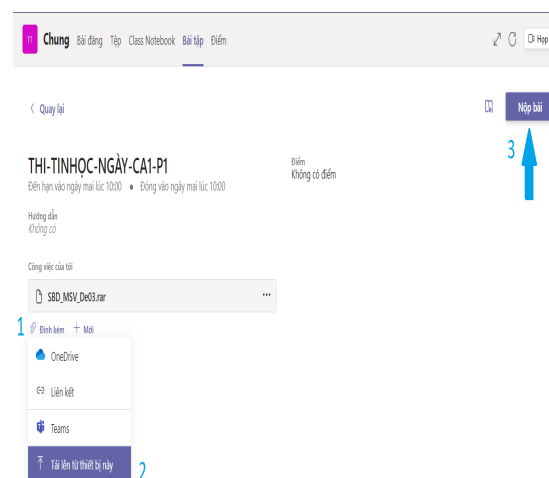 TT Chung Bài đăng Tệp Class Notebook Bài tập Điểm Họp
Quay lại Nộp bài
3
THI-TINHỌC-NGÀY-CA1-P1
Đến hạn vào ngày mai lúc 10:00 • Đóng vào ngày mai lúc 10:00
Điểm
Không có điểm
Hướng dẫn
Không có
Công việc của tôi
SBD_MSV_De03.rar ...
1 Đính kèm + Mới
OneDrive
Liên kết
Teams
Tải lên từ thiết bị này 2